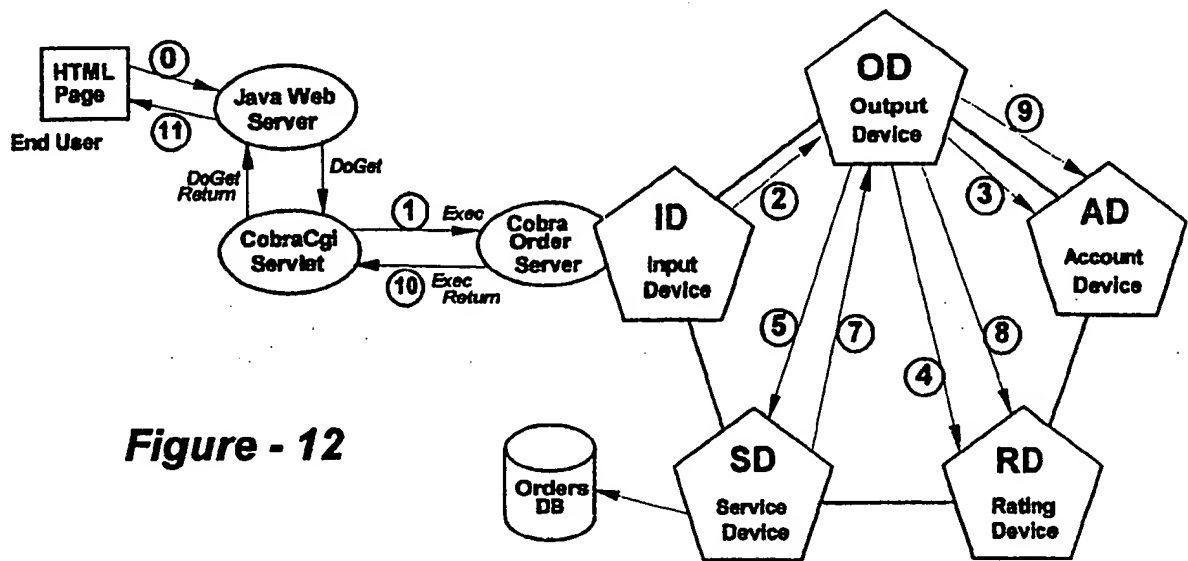 HTML
Page
End User
0
11
Java Web
Server
DoGet
Return
DoGet
CobraCgi
Servlet
1
Exec
10
Exec
Return
Cobra
Order
Server
ID
Input
Device
2
OD
Output
Device
9
3
AD
Account
Device
5
7
4
8
SD
Service
Device
RD
Rating
Device
Orders
DB
Figure - 12